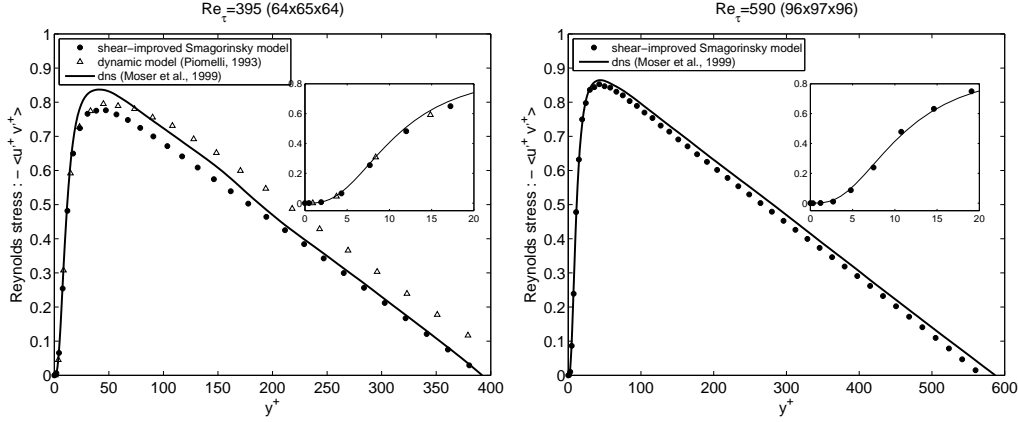 Re_τ=395 (64x65x64)
shear−improved Smagorinsky model
dynamic model (Piomelli, 1993)
dns (Moser et al., 1999)
Reynolds stress : − <u'⁺ v'⁺>
1
0.9
0.8
0.7
0.6
0.5
0.4
0.3
0.2
0.1
0
0 50 100 150 200 250 300 350 400
y⁺
0.8
0.6
0.4
0.2
0
0 5 10 15 20
Re_τ=590 (96x97x96)
shear−improved Smagorinsky model
dns (Moser et al., 1999)
Reynolds stress : − <u'⁺ v'⁺>
1
0.9
0.8
0.7
0.6
0.5
0.4
0.3
0.2
0.1
0
0 100 200 300 400 500 600
y⁺
0.8
0.6
0.4
0.2
0
0 5 10 15 20